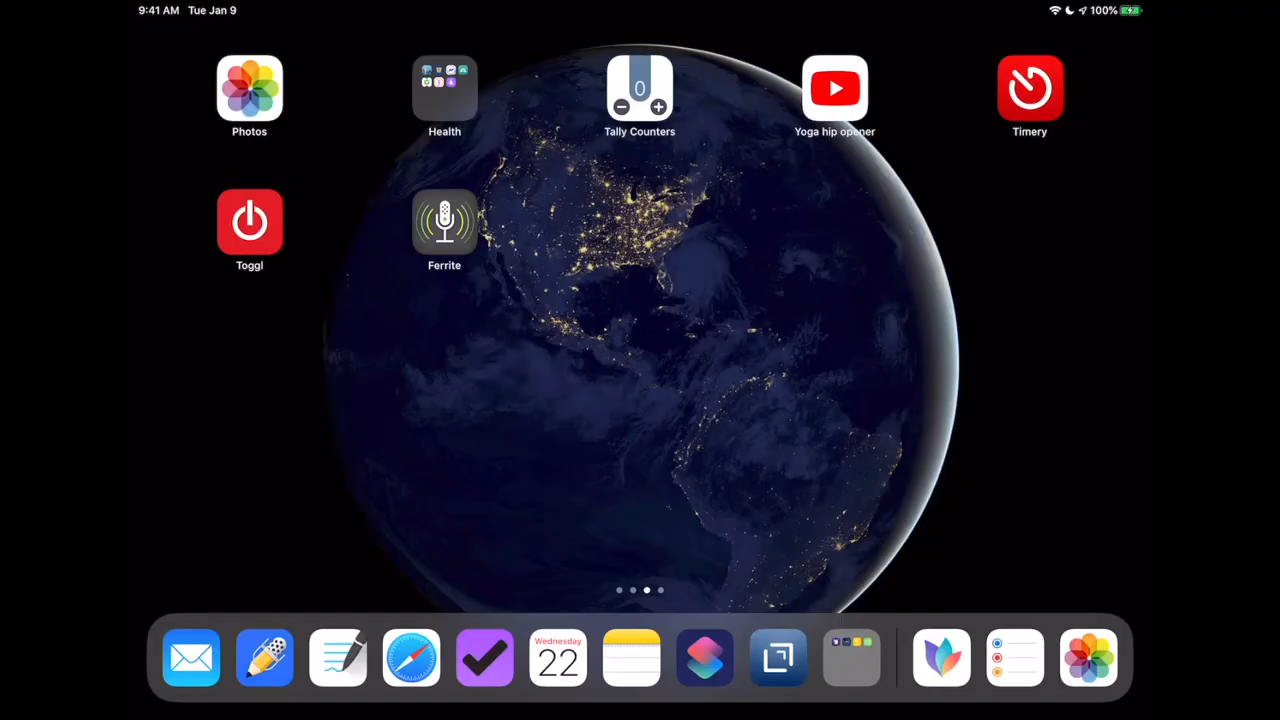 9:41 AM Tue Jan 9
100%
Photos
Health
0
Tally Counters
Yoga hip opener
Timery
Toggl
Ferrite
Wednesday
22